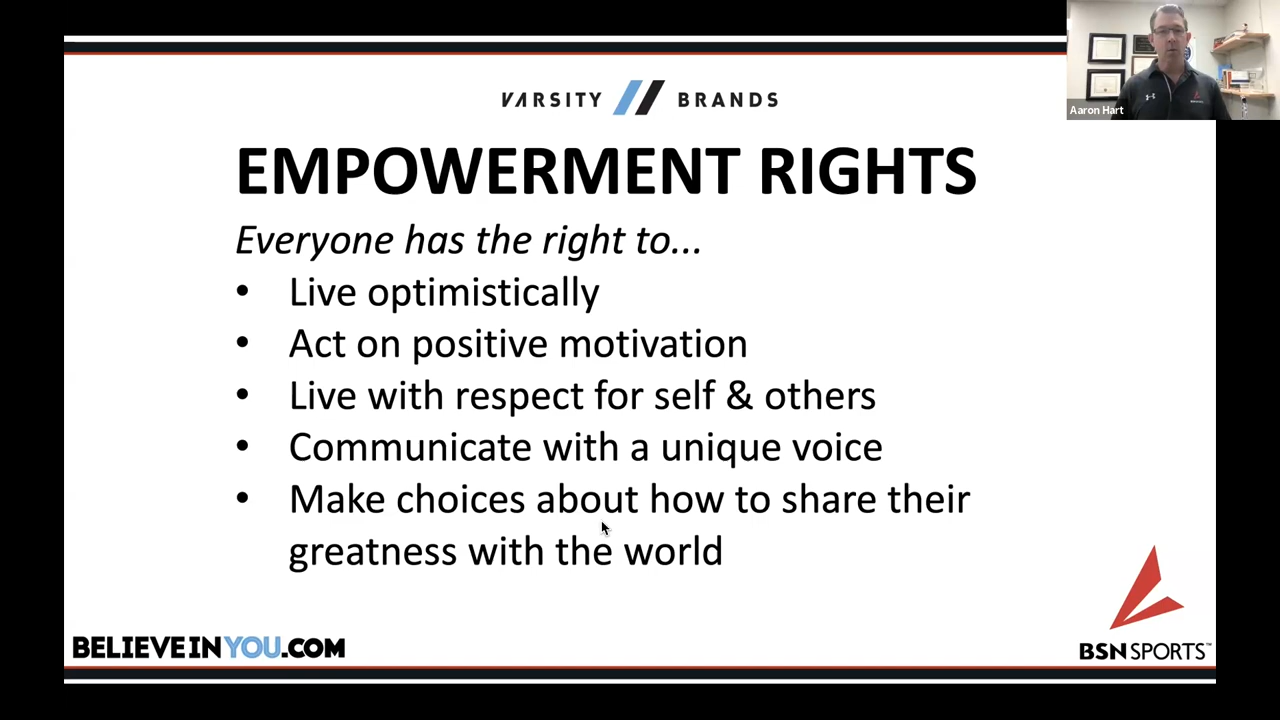 Aaron Hart
VARSITY BRANDS
EMPOWERMENT RIGHTS
Everyone has the right to...
• Live optimistically
• Act on positive motivation
• Live with respect for self & others
• Communicate with a unique voice
• Make choices about how to share their
greatness with the world
BELIEVEINYOU.COM
BSN SPORTS™